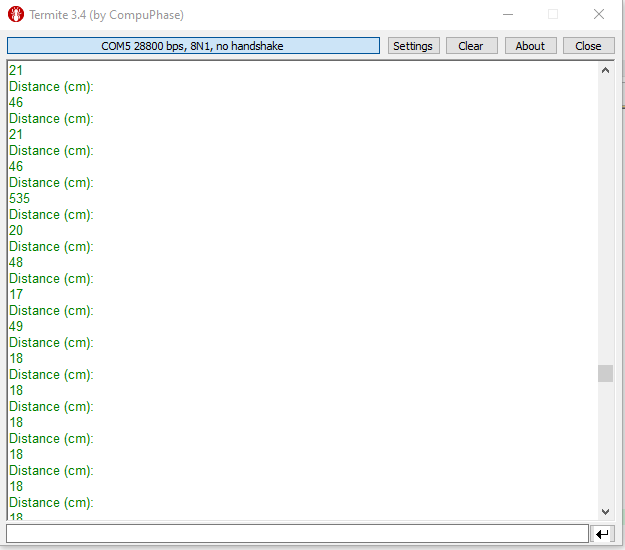 Termite 3.4 (by CompuPhase)
COM5 28800 bps, 8N1, no handshake
Settings
Clear
About
Close
21
Distance (cm):
46
Distance (cm):
21
Distance (cm):
46
Distance (cm):
535
Distance (cm):
20
Distance (cm):
48
Distance (cm):
17
Distance (cm):
49
Distance (cm):
18
Distance (cm):
18
Distance (cm):
18
Distance (cm):
18
Distance (cm):
18
Distance (cm):
18